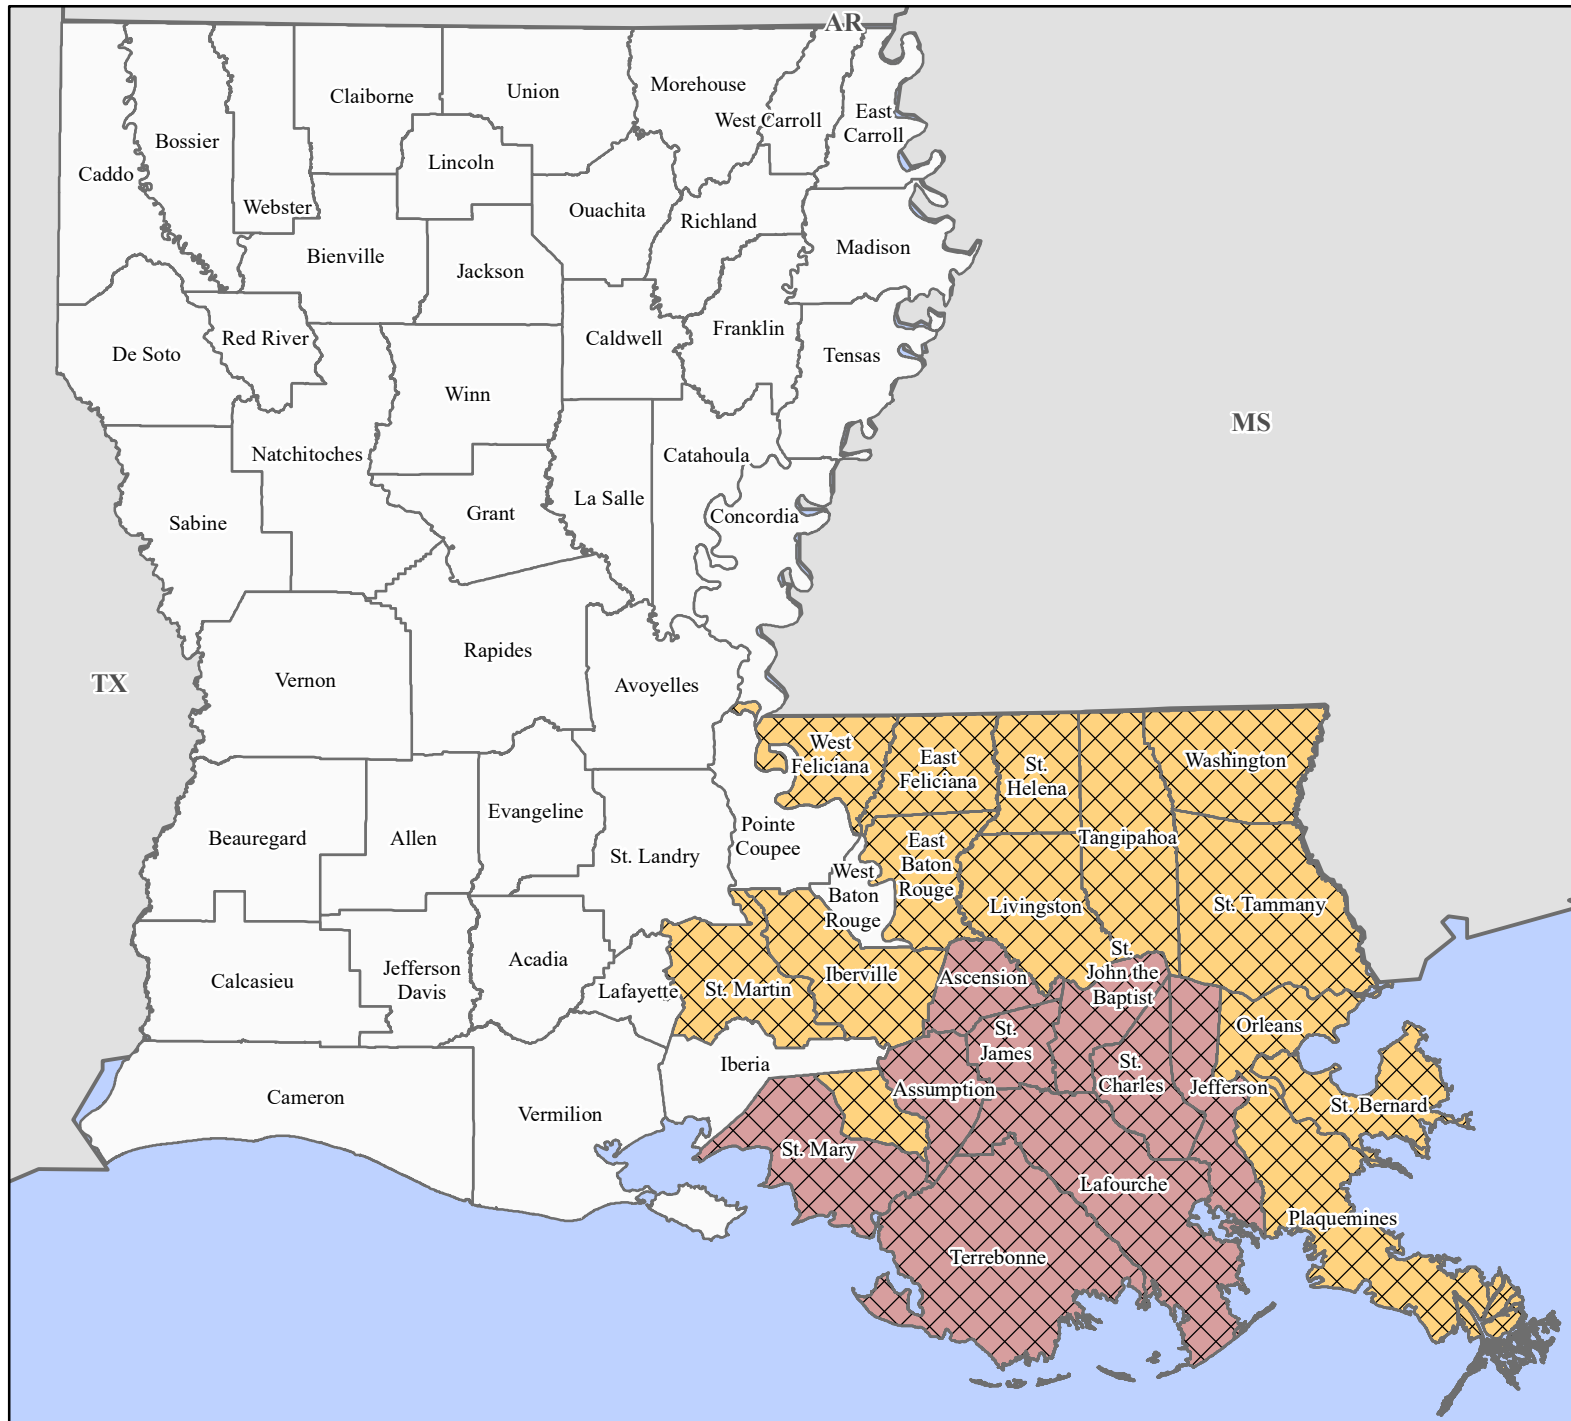 AR
Claiborne
Union
Morehouse
West Carroll
East
Carroll
Bossier
Lincoln
Caddo
Webster
Ouachita
Richland
Bienville
Jackson
Madison
De Soto
Red River
Caldwell
Franklin
Tensas
Winn
MS
Natchitoches
Catahoula
La Salle
Grant
Sabine
Concordia
TX
Vernon
Rapides
Avoyelles
West
Feliciana
East
Feliciana
St.
Helena
Washington
Beauregard
Allen
Evangeline
St. Landry
Pointe
Coupee
East
Baton
Rouge
Tangipahoa
West
Baton
Rouge
Livingston
St. Tammany
Calcasieu
Jefferson
Davis
Acadia
Lafayette
St. Martin
Iberville
Ascension
St.
John the
Baptist
Orleans
St.
James
Iberia
Assumption
St.
Charles
Jefferson
St. Bernard
Cameron
Vermilion
St. Mary
Lafourche
Plaquemines
Terrebonne